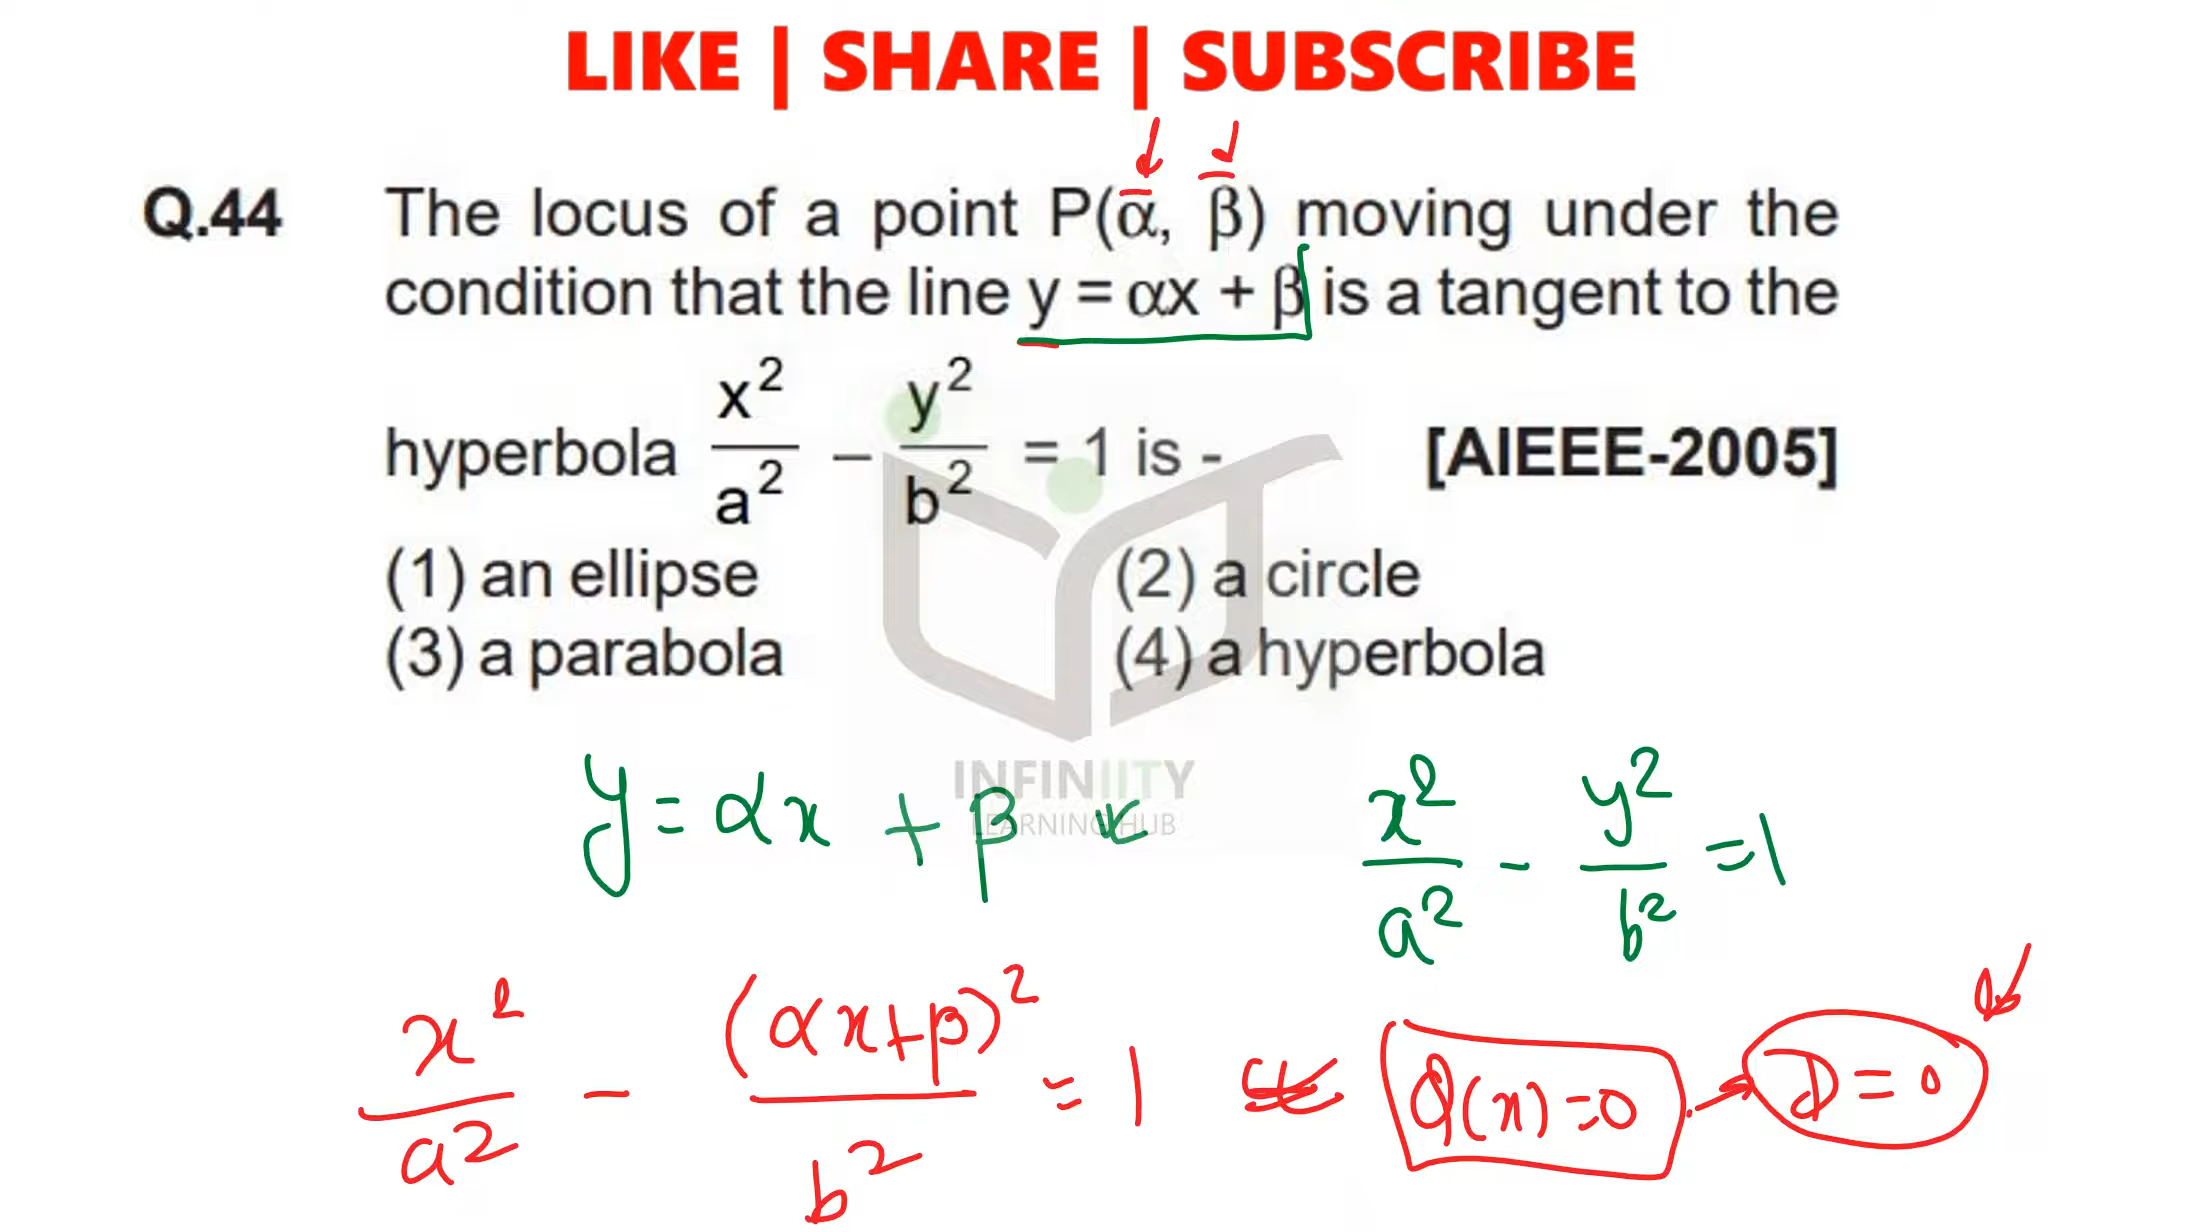 LIKE | SHARE | SUBSCRIBE
Q.44 The locus of a point P(α, β) moving under the
condition that the line y = αx + β is a tangent to the
hyperbola x²/a² – y²/b² = 1 is - [AIEEE-2005]
(1) an ellipse (2) a circle
(3) a parabola (4) a hyperbola
INFINIITY
LEARNING HUB
y = αx + β x²/a² - y²/b² = 1
x²/a² - (αx+β)²/b² = 1 Q(x)=0 → D=0